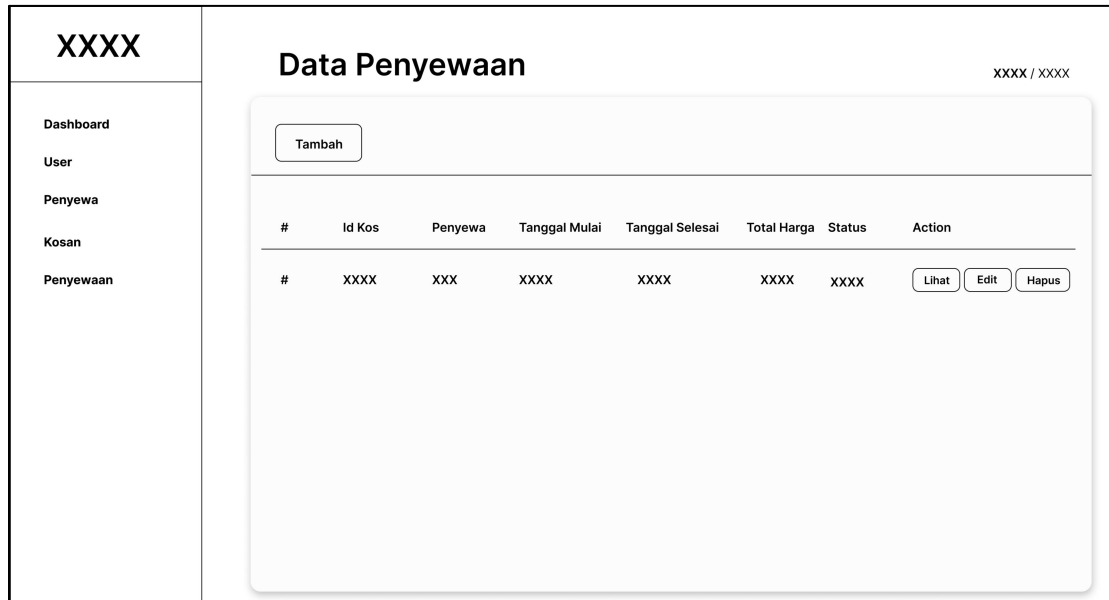 XXXX
Dashboard
User
Penyewa
Kosan
Penyewaan
Data Penyewaan
XXXX / XXXX
Tambah
# Id Kos Penyewa Tanggal Mulai Tanggal Selesai Total Harga Status Action
# XXXX XXX XXXX XXXX XXXX XXXX Lihat Edit Hapus